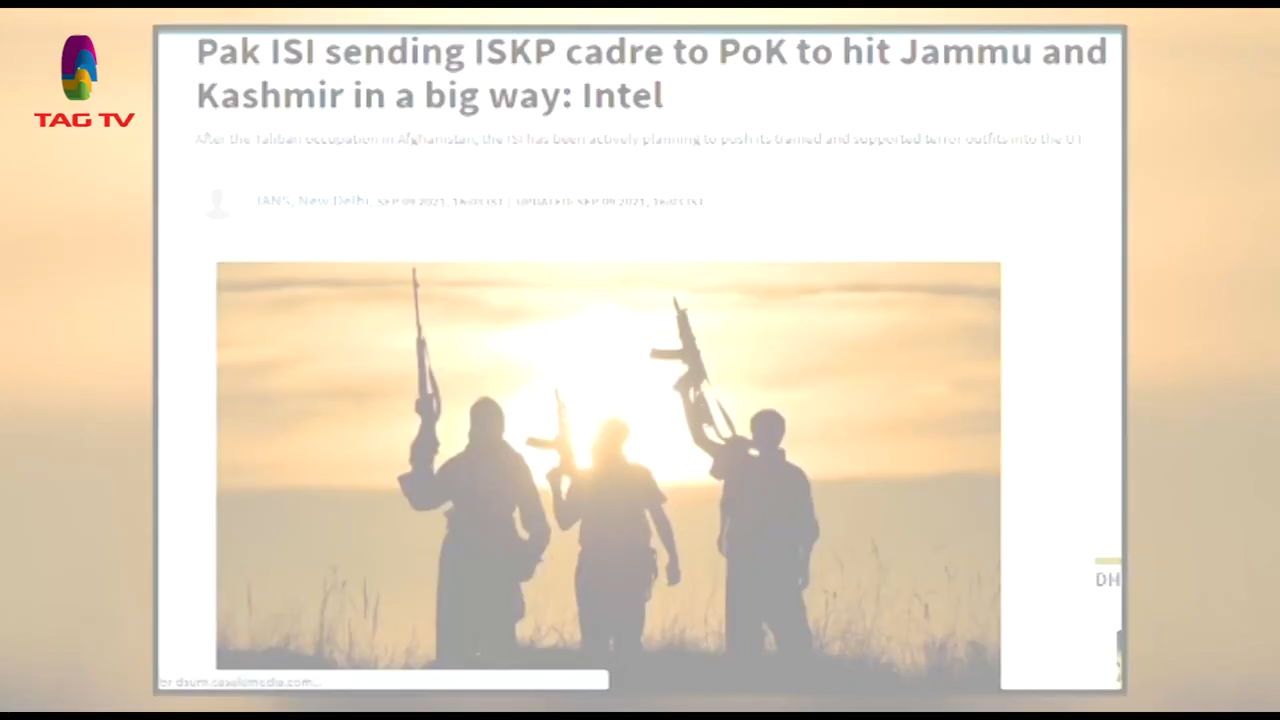 Pak ISI sending ISKP cadre to PoK to hit Jammu and
Kashmir in a big way: Intel
After the Taliban occupation in Afghanistan, the ISI has been actively planning to push its trained and supported terror outfits into the UT
IANS, New Delhi, SEP 09 2021, 16:03 IST | UPDATED: SEP 09 2021, 16:03 IST
TAG TV
DH